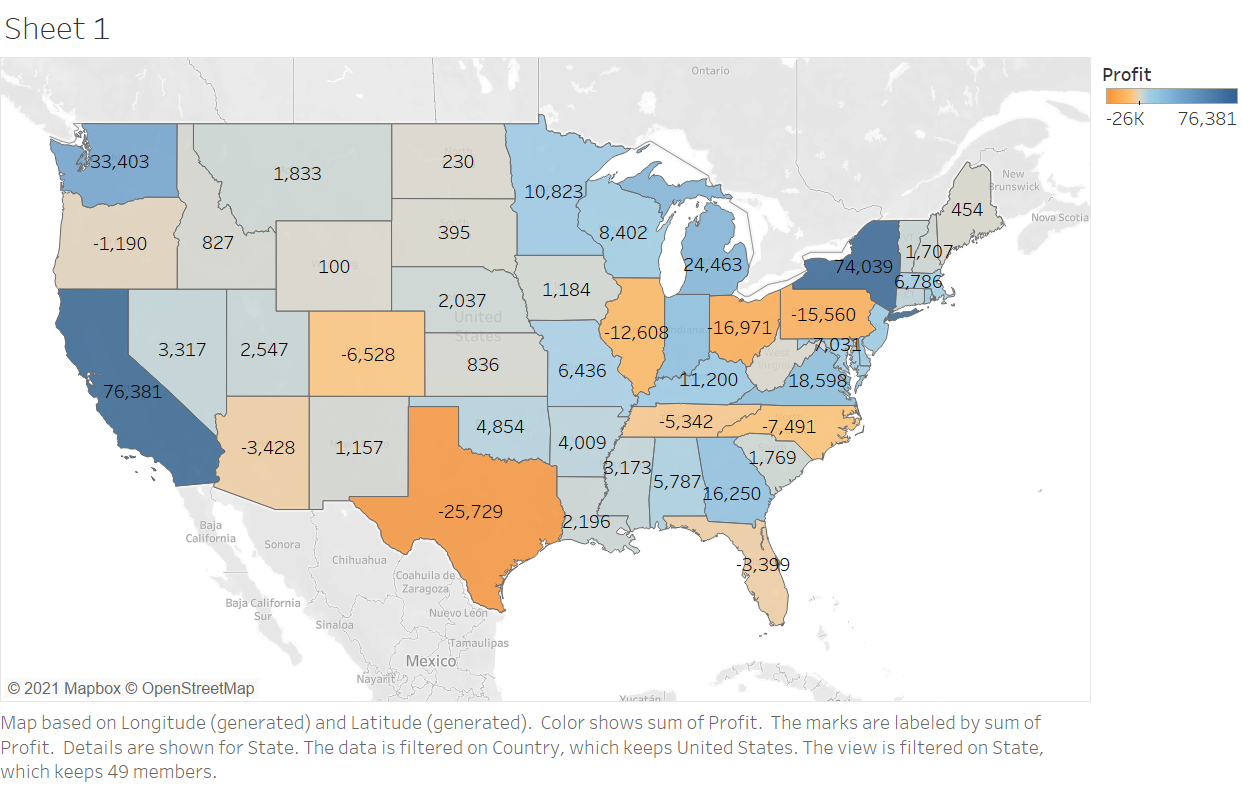 Sheet 1
Profit
-26K 76,381
Ontario
New
Brunswick
Nova Scotia
33,403
1,833
North
230
10,823
-1,190
827
100
South
395
8,402
24,463
74,039
1,707
454
6,786
2,037
1,184
United
States
3,317
2,547
-6,528
836
6,436
-12,608
Indiana
-16,971
-15,560
7,031
West
Virginia
76,381
11,200
18,598
-3,428
1,157
4,854
4,009
-5,342
North
-7,491
3,173
5,787
16,250
1,769
-25,729
2,196
-3,399
Baja
California
Sonora
Chihuahua
Coahuila de
Zaragoza
Baja California
Sur
Sinaloa
Nuevo León
Tamaulipas
Mexico
Nayarit
Yucatán
© 2021 Mapbox © OpenStreetMap
Map based on Longitude (generated) and Latitude (generated).  Color shows sum of Profit.  The marks are labeled by sum of
Profit.  Details are shown for State. The data is filtered on Country, which keeps United States. The view is filtered on State,
which keeps 49 members.